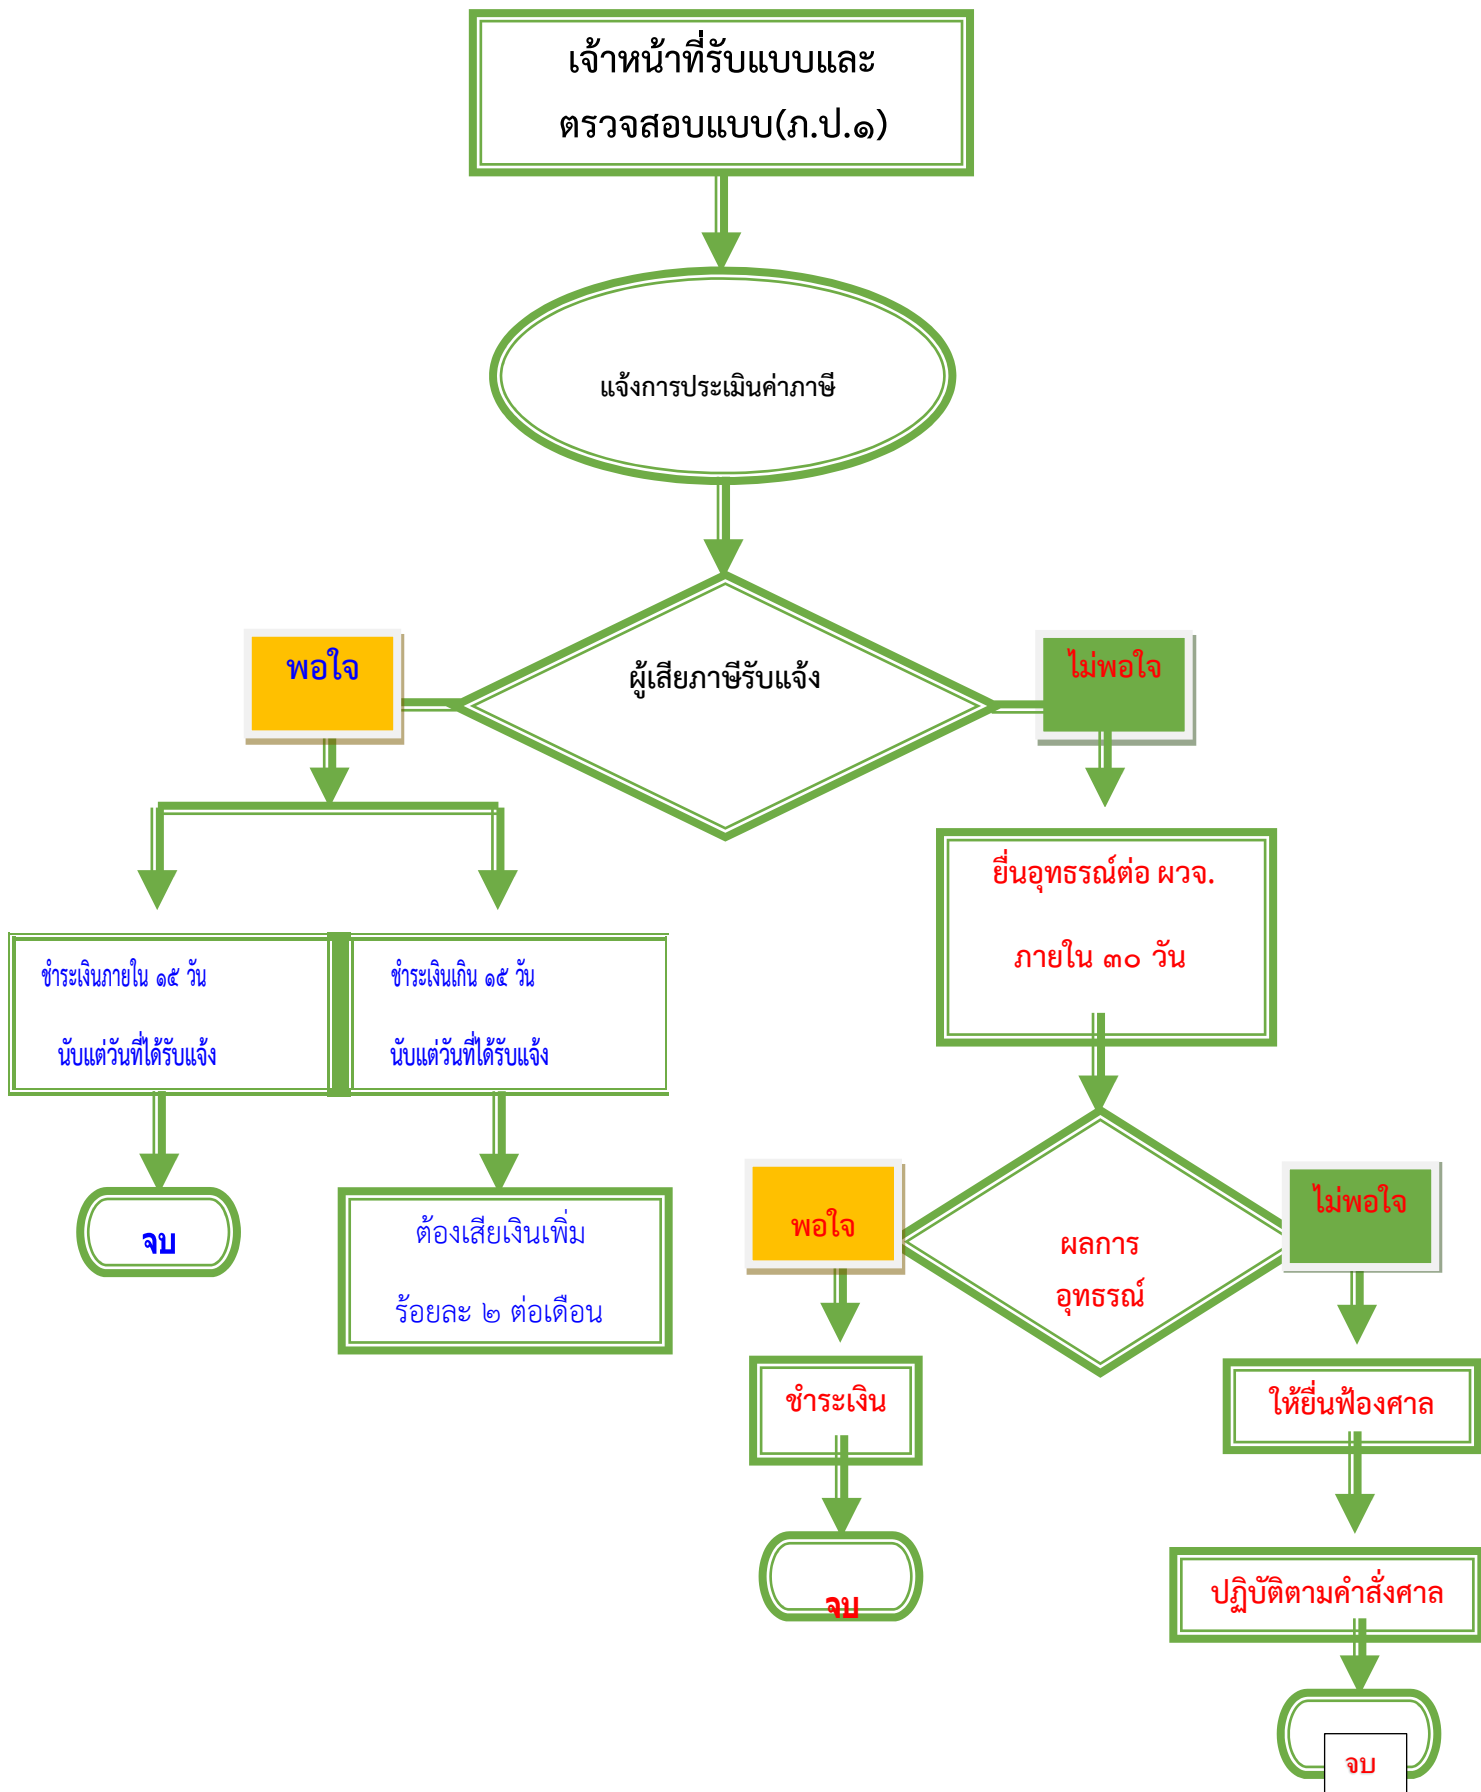 เจ้าหน้าที่รับแบบและ
ตรวจสอบแบบ(ภ.ป.๑)
แจ้งการประเมินค่าภาษี
ผู้เสียภาษีรับแจ้ง
พอใจ
ไม่พอใจ
ชำระเงินภายใน ๑๕ วัน
นับแต่วันที่ได้รับแจ้ง
ชำระเงินเกิน ๑๕ วัน
นับแต่วันที่ได้รับแจ้ง
จบ
ต้องเสียเงินเพิ่ม
ร้อยละ ๒ ต่อเดือน
ยื่นอุทธรณ์ต่อ ผวจ.
ภายใน ๓๐ วัน
ผลการ
อุทธรณ์
พอใจ
ไม่พอใจ
ชำระเงิน
จบ
ให้ยื่นฟ้องศาล
ปฏิบัติตามคำสั่งศาล
จบ